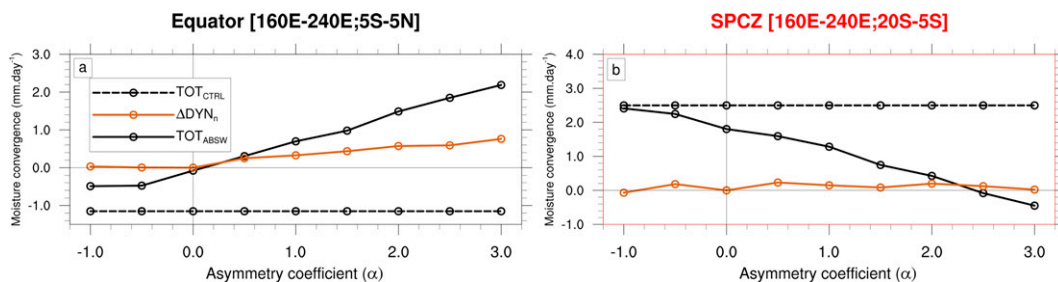 Equator [160E-240E;5S-5N]
SPCZ [160E-240E;20S-5S]
Moisture convergence (mm.day⁻¹)
3.0
2.0
1.0
0.0
-1.0
a
TOT_CTRL
ΔDYN_n
TOT_ABSW
-1.0 0.0 1.0 2.0 3.0
Asymmetry coefficient (α)
Moisture convergence (mm.day⁻¹)
4.0
3.0
2.0
1.0
0.0
-1.0
b
-1.0 0.0 1.0 2.0 3.0
Asymmetry coefficient (α)